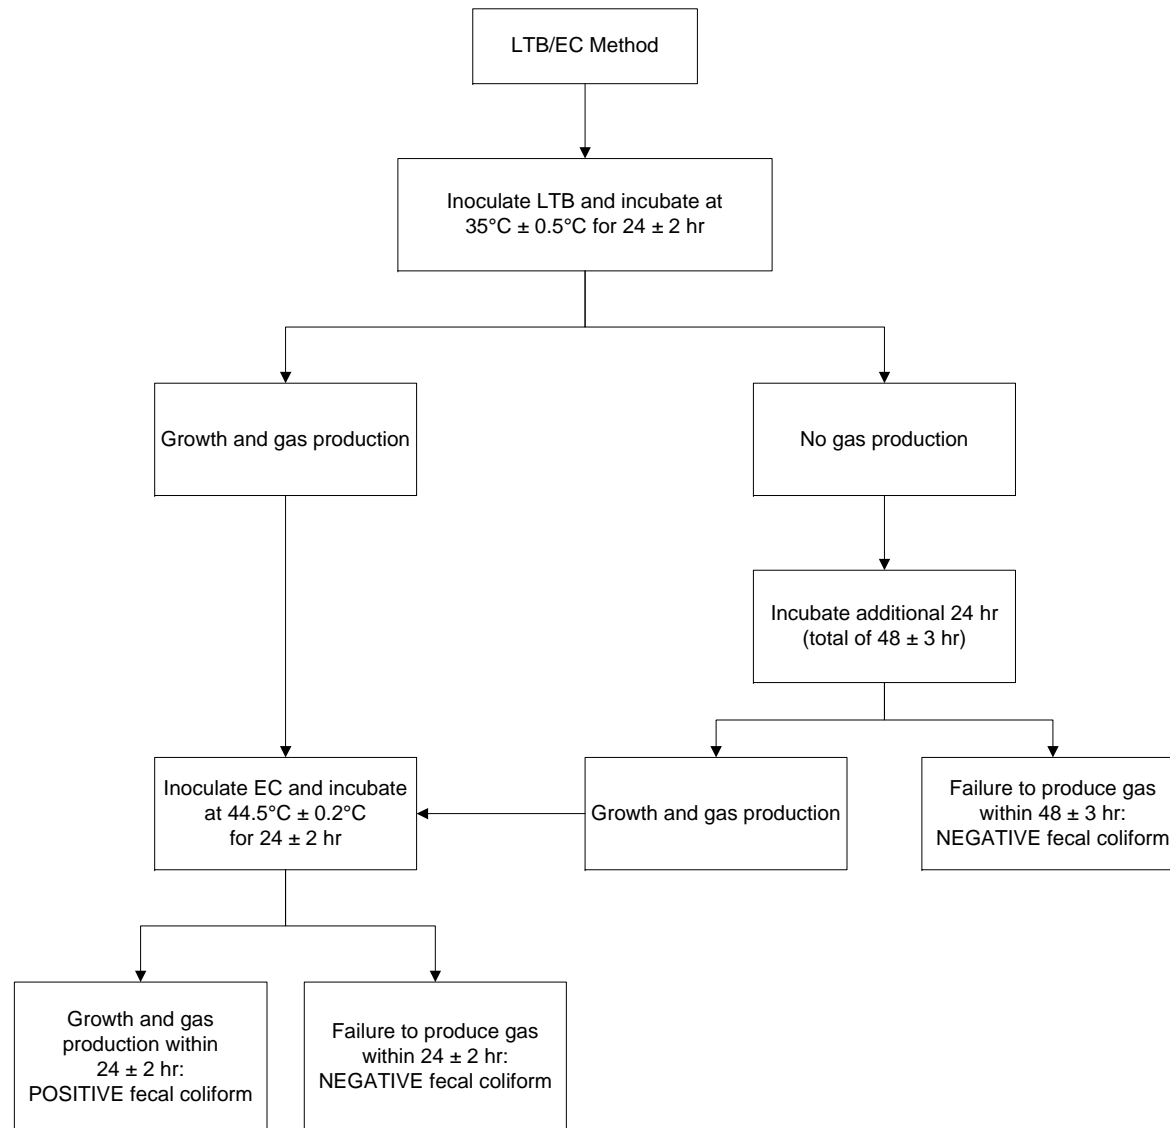 LTB/EC Method
Inoculate LTB and incubate at
35°C ± 0.5°C for 24 ± 2 hr
Growth and gas production
No gas production
Incubate additional 24 hr
(total of 48 ± 3 hr)
Inoculate EC and incubate
at 44.5°C ± 0.2°C
for 24 ± 2 hr
Growth and gas production
Failure to produce gas
within 48 ± 3 hr:
NEGATIVE fecal coliform
Growth and gas
production within
24 ± 2 hr:
POSITIVE fecal coliform
Failure to produce gas
within 24 ± 2 hr:
NEGATIVE fecal coliform